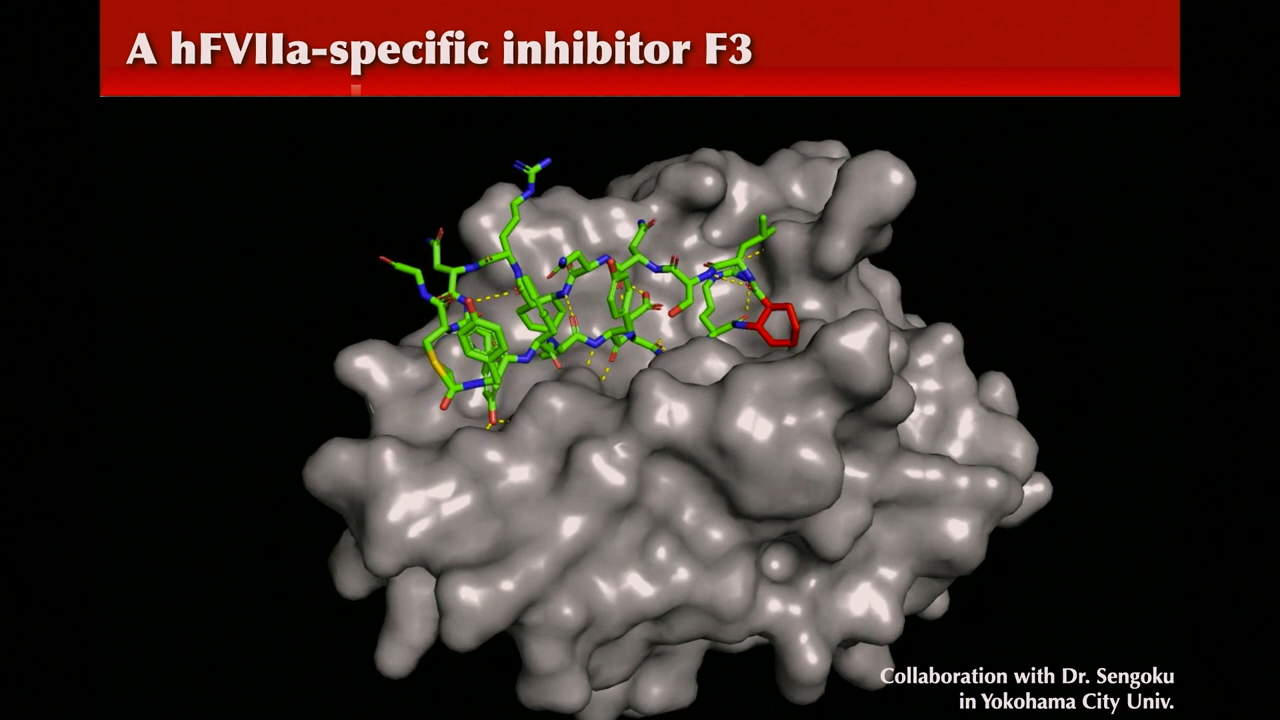 A hFVIIa-specific inhibitor F3
Collaboration with Dr. Sengoku
in Yokohama City Univ.